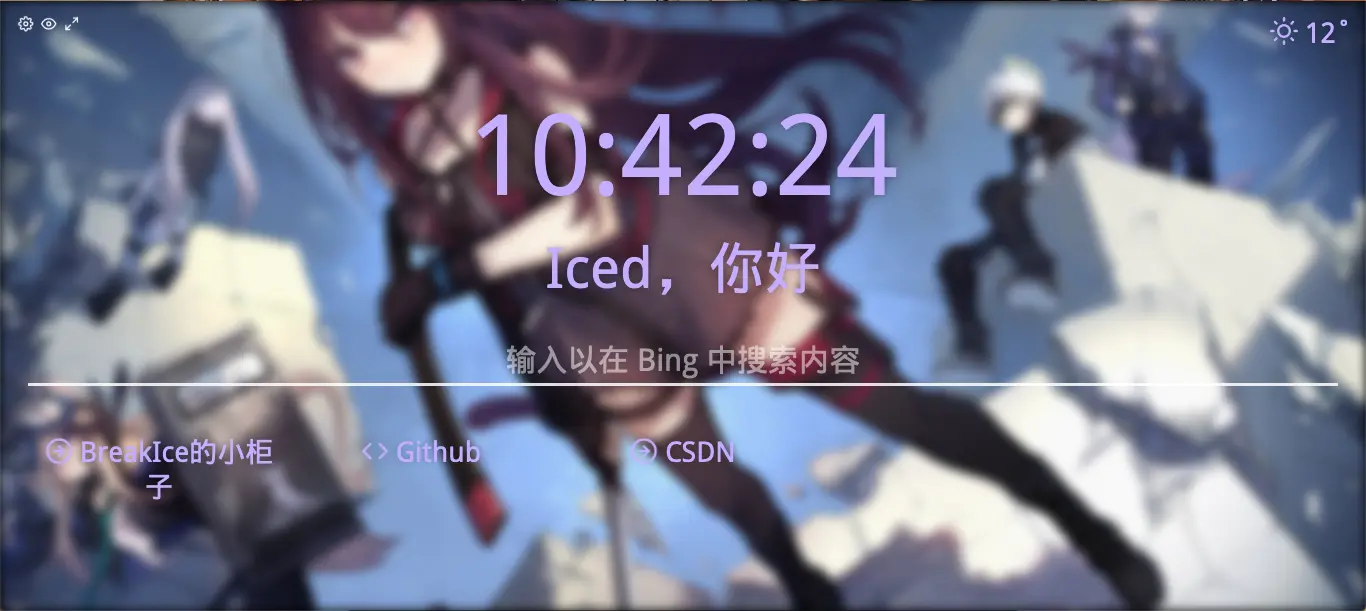 12°
10:42:24
Iced，你好
输入以在 Bing 中搜索内容
BreakIce的小柜
子
Github
CSDN